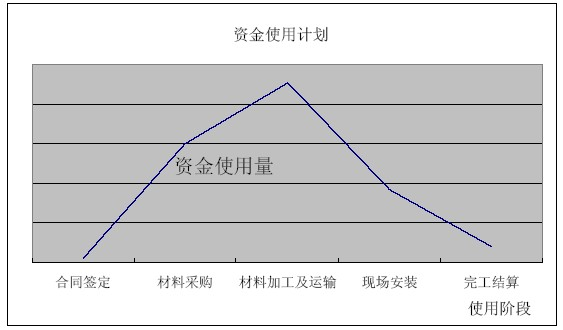 资金使用计划
资金使用量
合同签定 材料采购 材料加工及运输 现场安装 完工结算
使用阶段